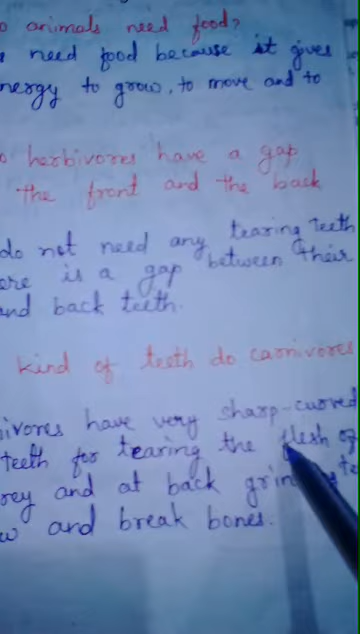 o animals need food?
need food because it gives
nergy to grow, to move and to
o herbivores have a gap
the front and the back
do not need any tearing teeth
ere is a gap between their
and back teeth.
kind of teeth do carnivores
ivores have very sharp-curved
teeth for tearing the flesh of
rey and at back grin te
w and break bones.